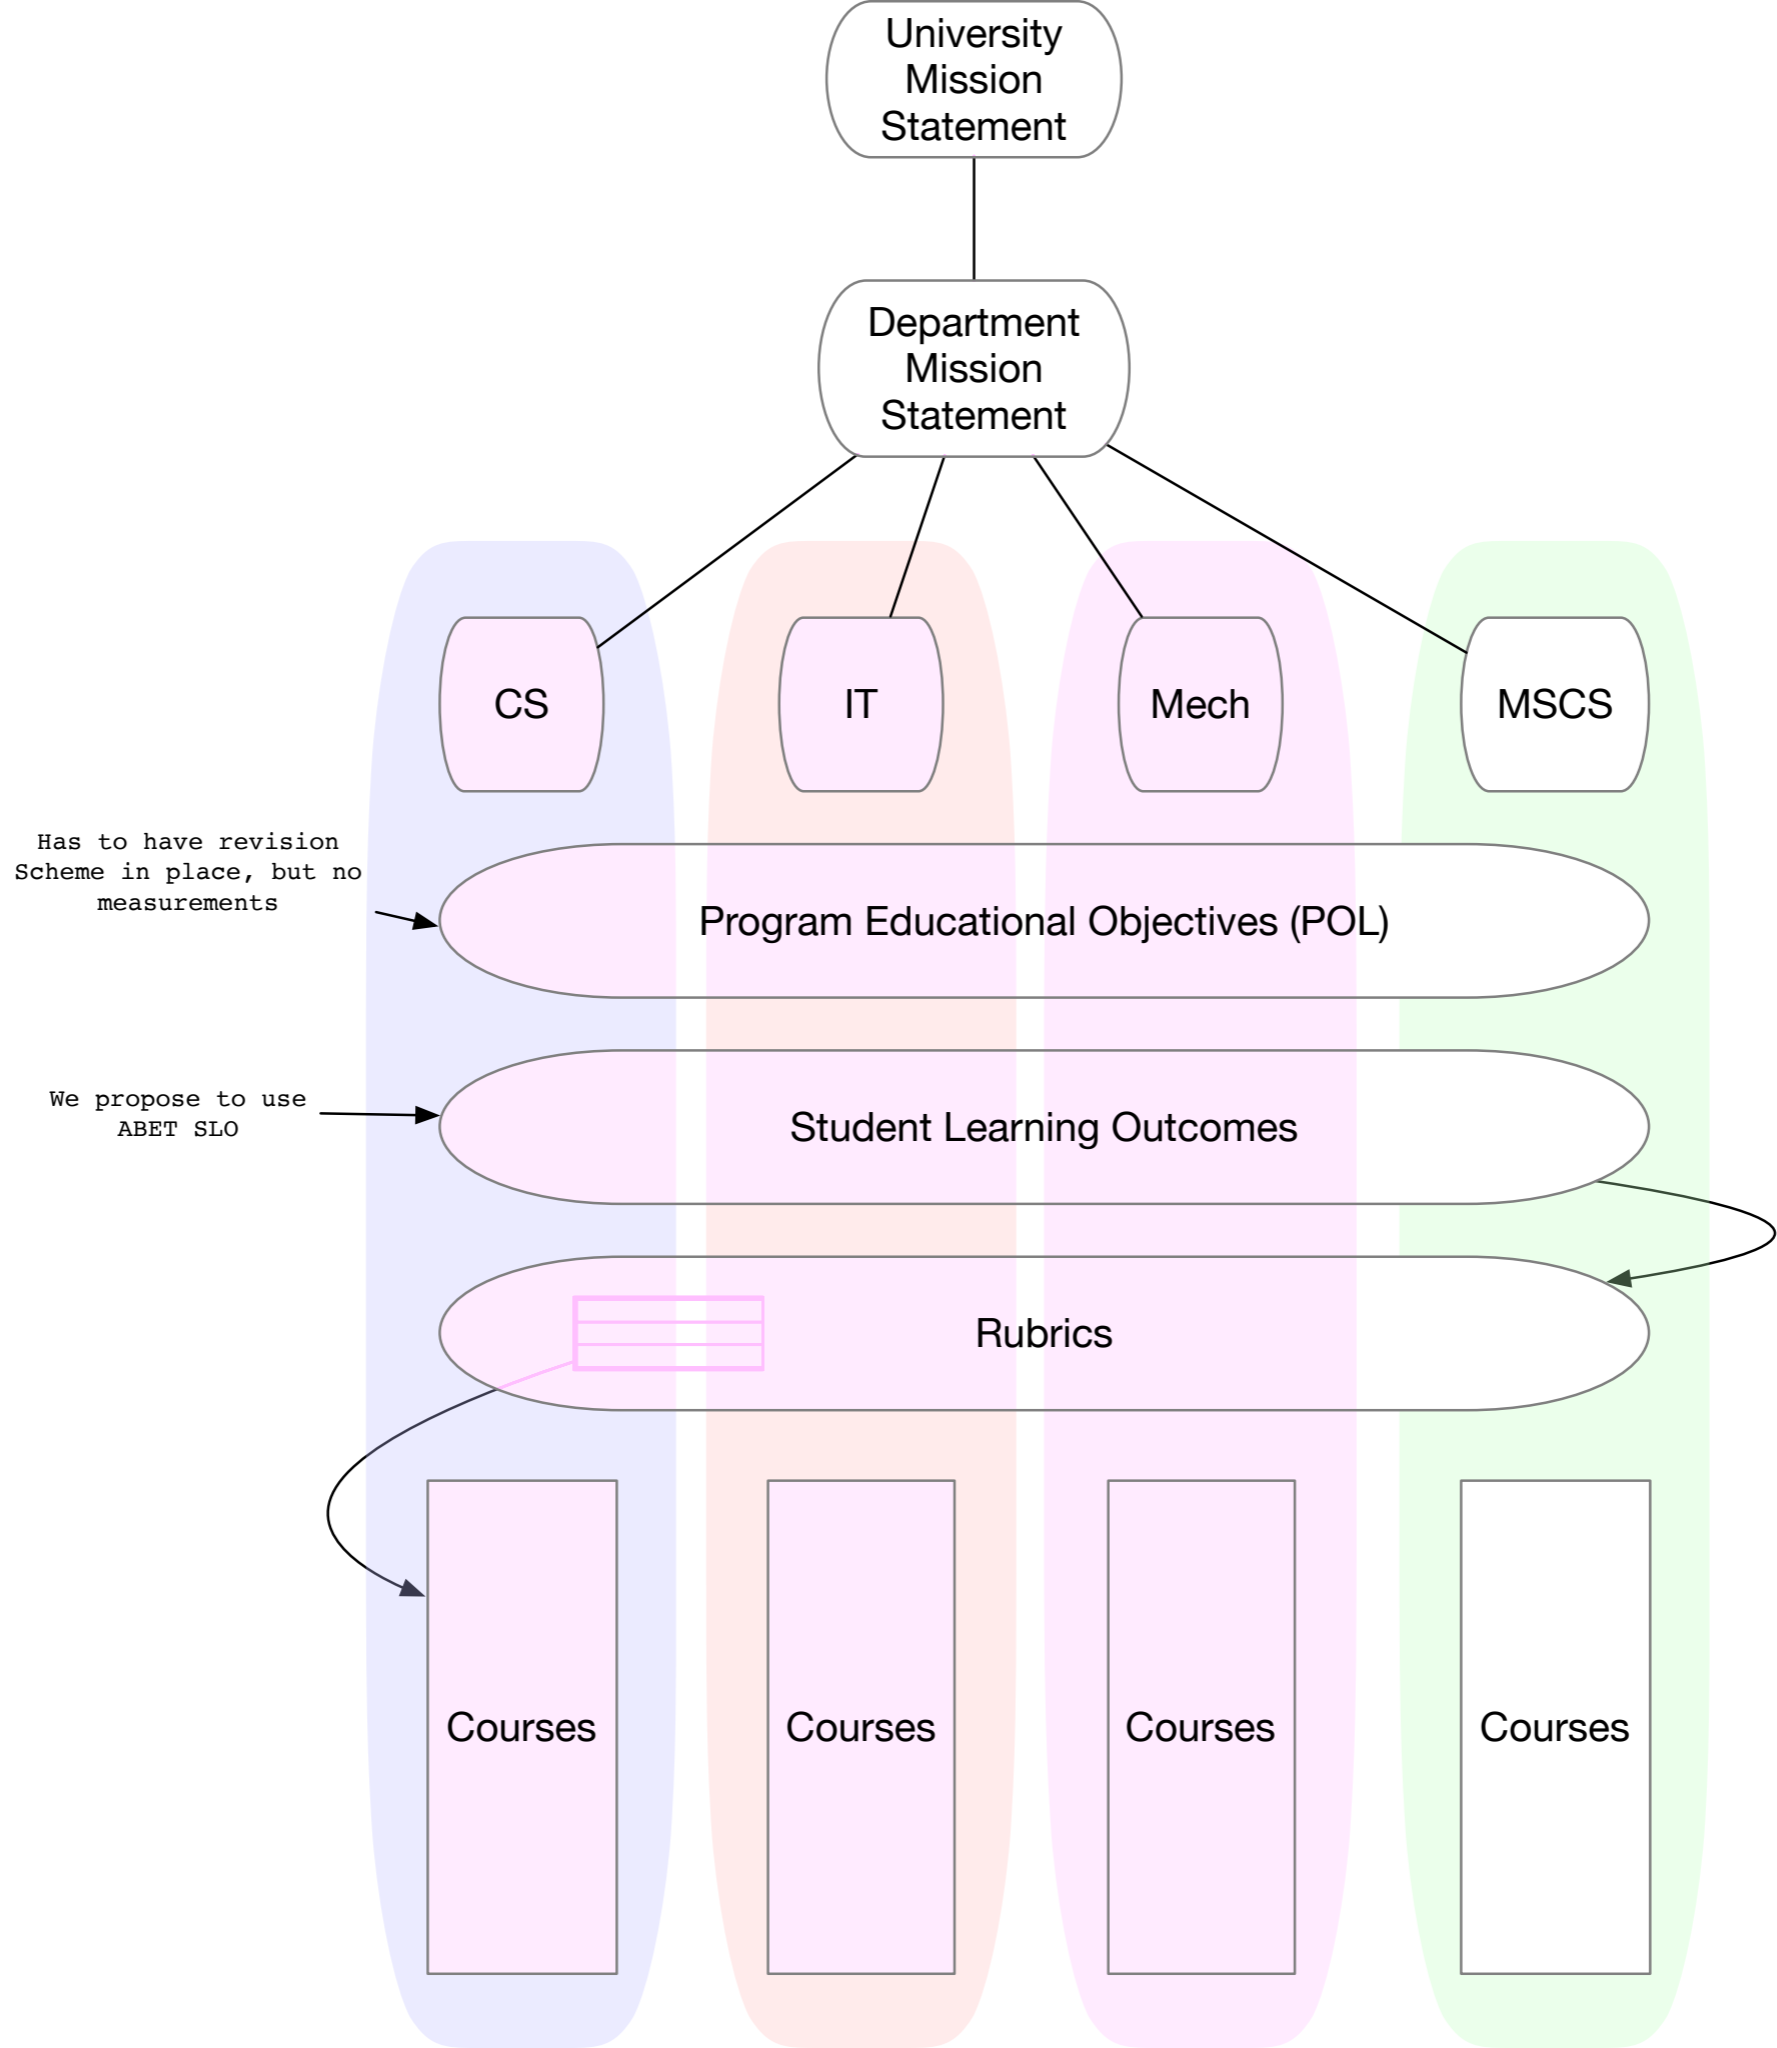 University
Mission
Statement
Department
Mission
Statement
CS
IT
Mech
MSCS
Has to have revision
Scheme in place, but no
measurements
Program Educational Objectives (POL)
We propose to use
ABET SLO
Student Learning Outcomes
Rubrics
Courses
Courses
Courses
Courses